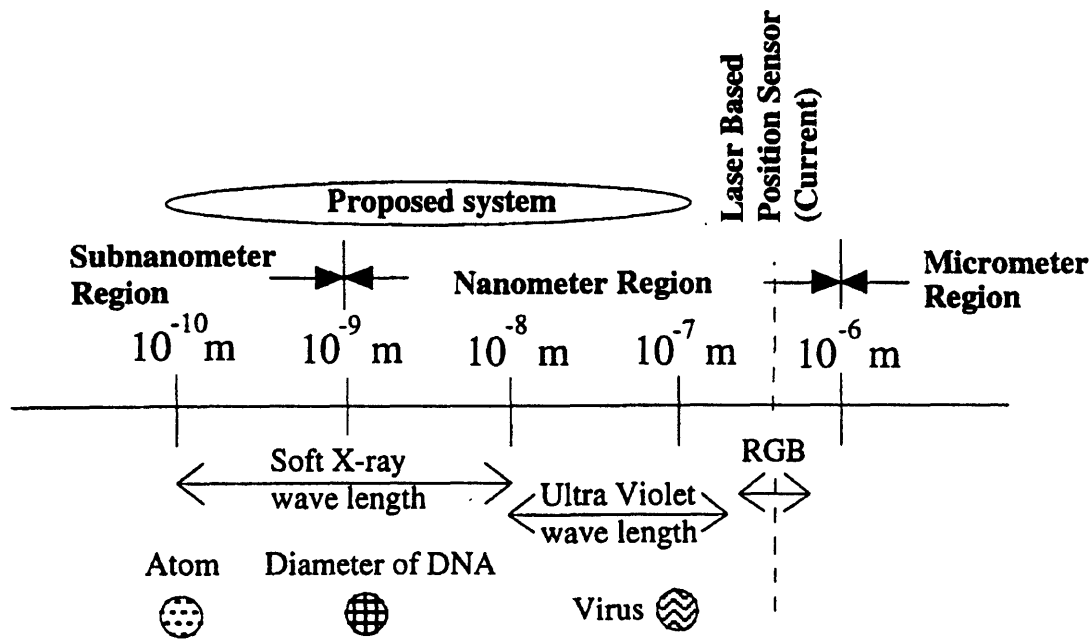 Laser Based
Position Sensor
(Current)
Proposed system
Subnanometer
Region
Nanometer Region
Micrometer
Region
10^-10 m
10^-9 m
10^-8 m
10^-7 m
10^-6 m
Soft X-ray
wave length
Ultra Violet
wave length
RGB
Atom
Diameter of DNA
Virus